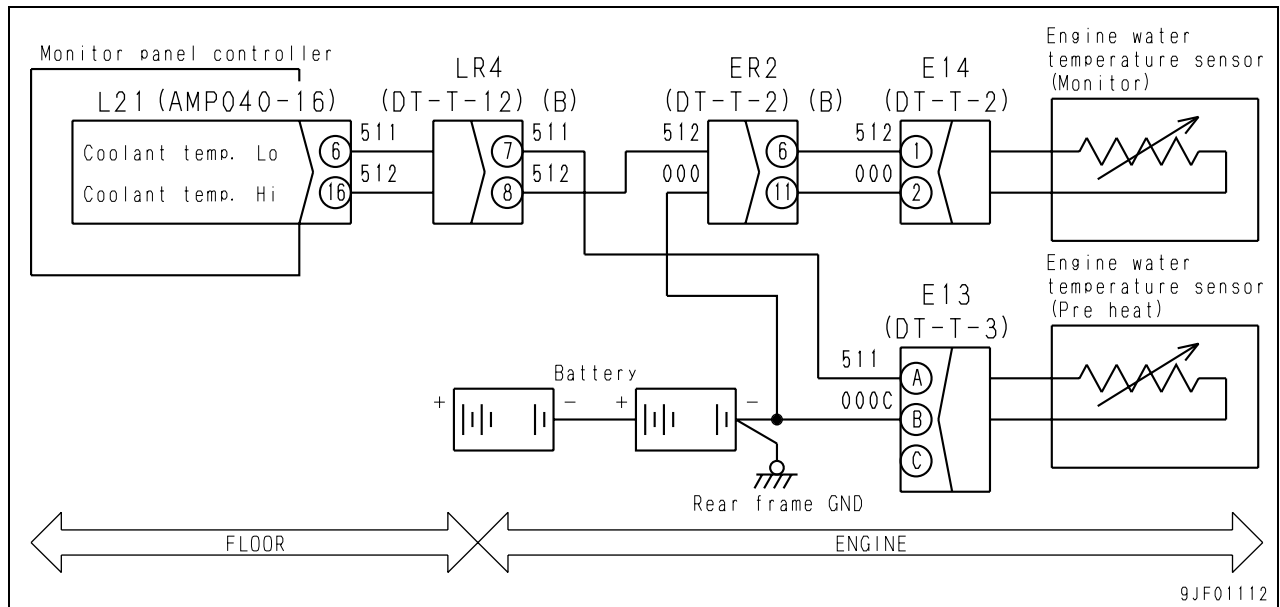 Monitor panel controller
L21 (AMP040-16)
Coolant temp. Lo
Coolant temp. Hi
6
16
511
512
LR4
(DT-T-12) (B)
7
8
511
512
ER2
(DT-T-2) (B)
512
000
6
11
512
000
E14
(DT-T-2)
1
2
Engine water
temperature sensor
(Monitor)
Engine water
temperature sensor
(Pre heat)
E13
(DT-T-3)
511
000C
A
B
C
Battery
+ - + -
Rear frame GND
FLOOR
ENGINE
9JF01112